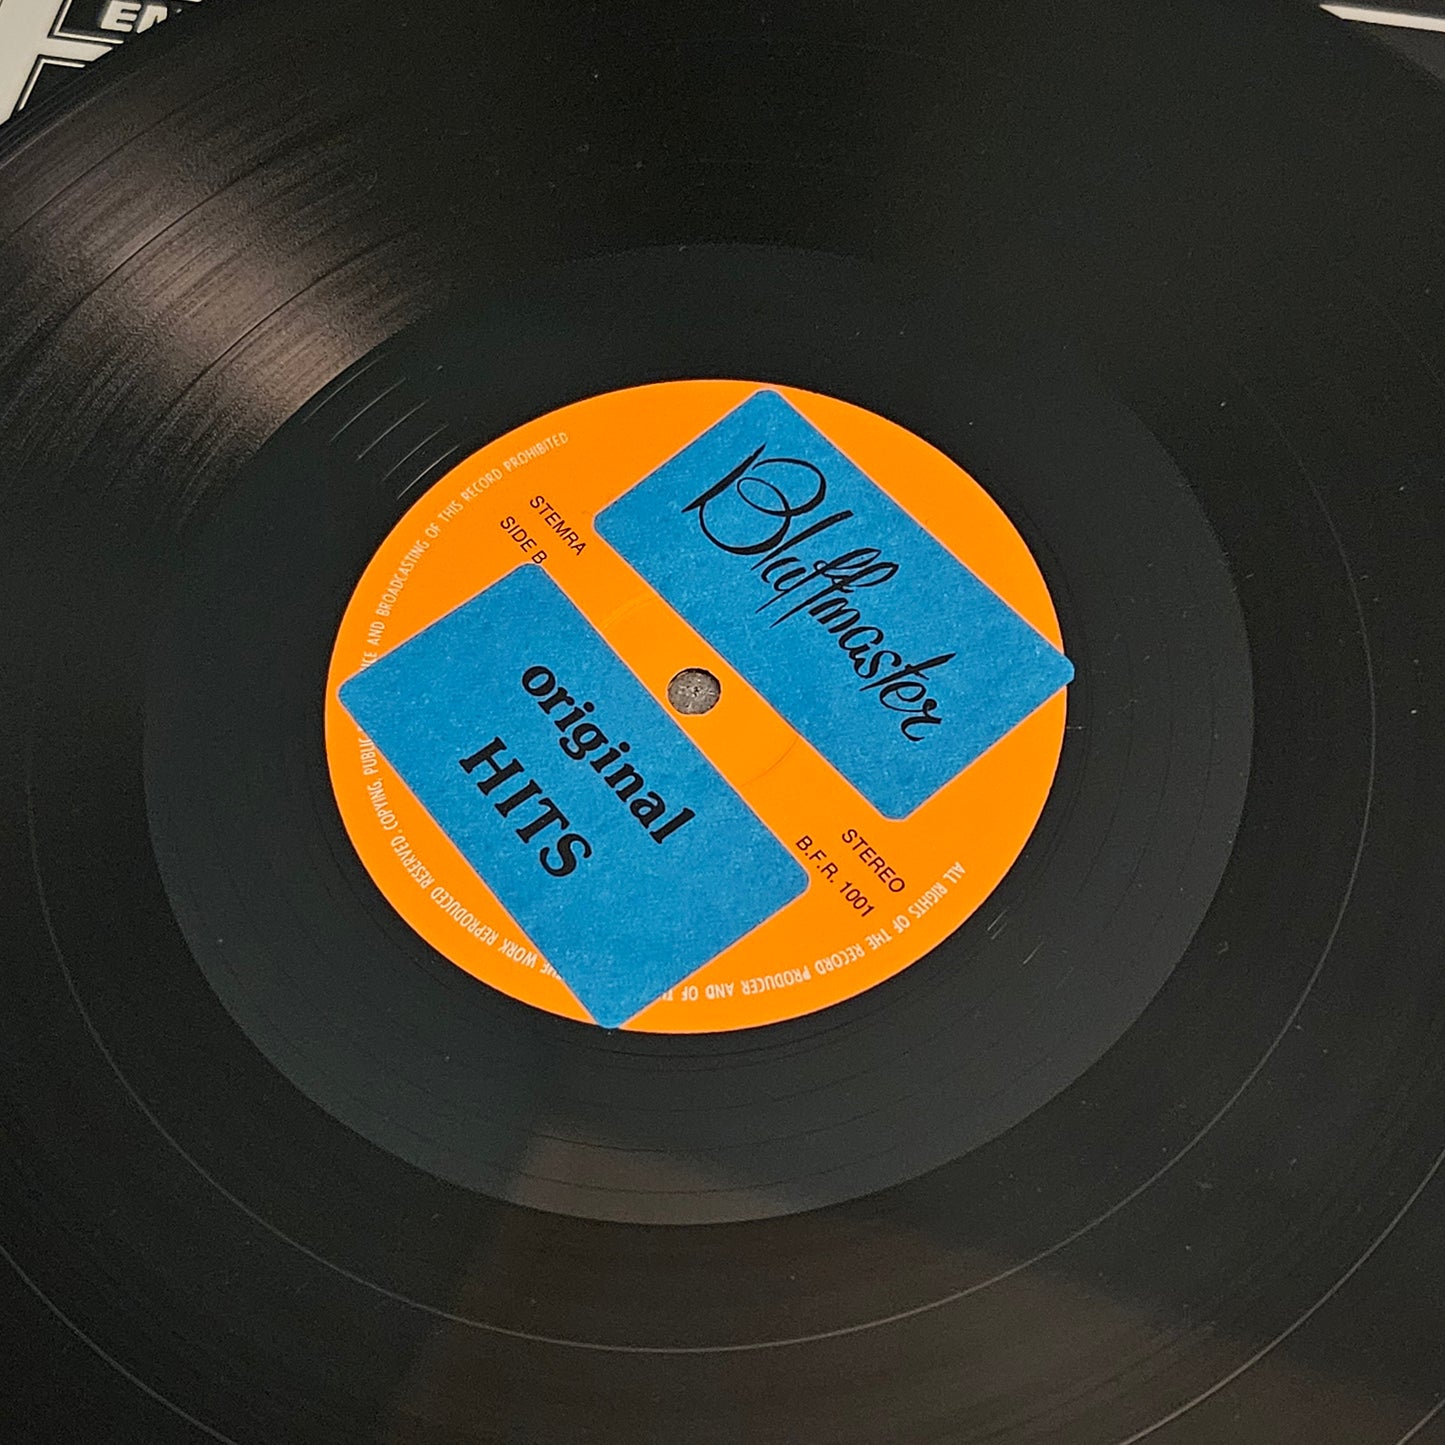 Bluffmaster
STEMRA
SIDE B
STEREO
B.F.R. 1001
original
HITS
ALL RIGHTS OF THE RECORD PRODUCER AND OF
WORK REPRODUCED RESERVED. COPYING, PUBLIC
AND BROADCASTING OF THIS RECORD PROHIBITED